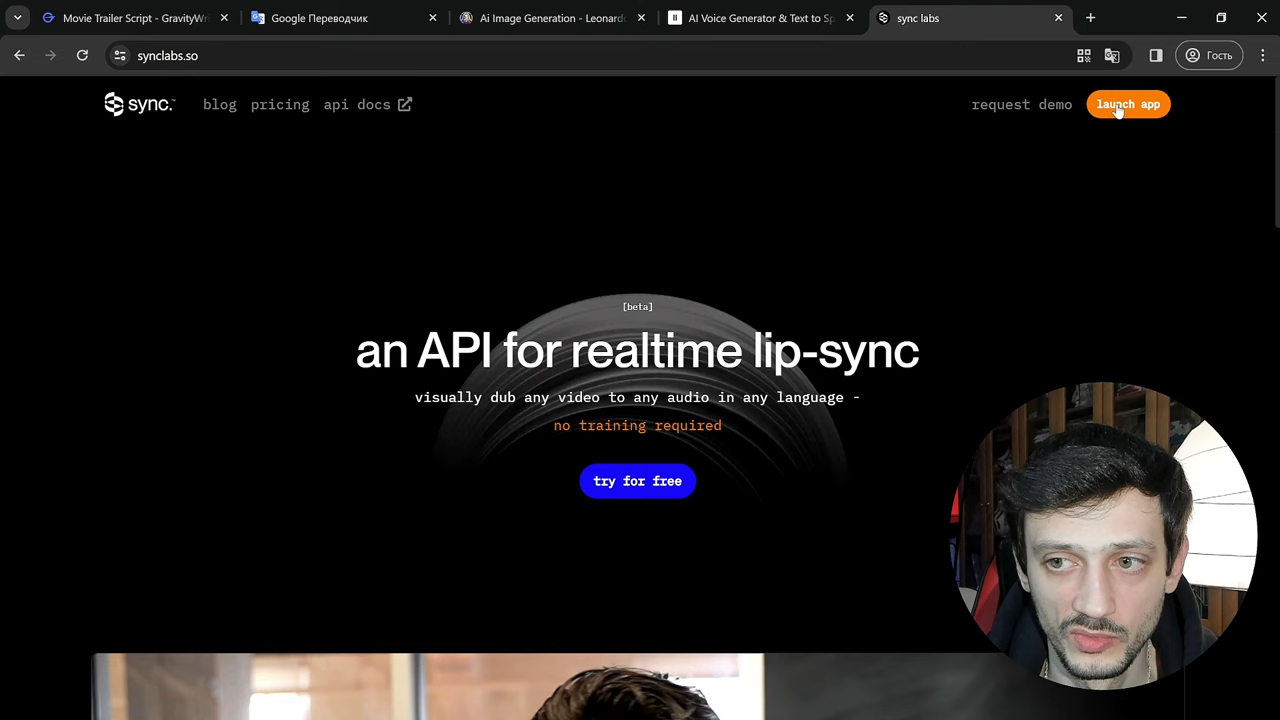 Movie Trailer Script - GravityWr
Google Переводчик
Ai Image Generation - Leonardo
AI Voice Generator & Text to Sp
sync labs
synclabs.so
Гость
sync.™
blog
pricing
api docs
request demo
launch app
[beta]
an API for realtime lip-sync
visually dub any video to any audio in any language -
no training required
try for free